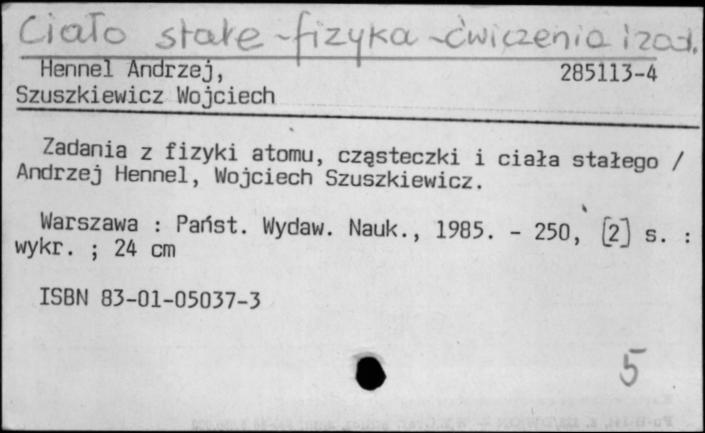 Ciało stałe - fizyka - ćwiczenia i zad.
Hennel Andrzej, 285113-4
Szuszkiewicz Wojciech
Zadania z fizyki atomu, cząsteczki i ciała stałego /
Andrzej Hennel, Wojciech Szuszkiewicz.
Warszawa : Państ. Wydaw. Nauk., 1985. - 250, [2] s. :
wykr. ; 24 cm
ISBN 83-01-05037-3
5